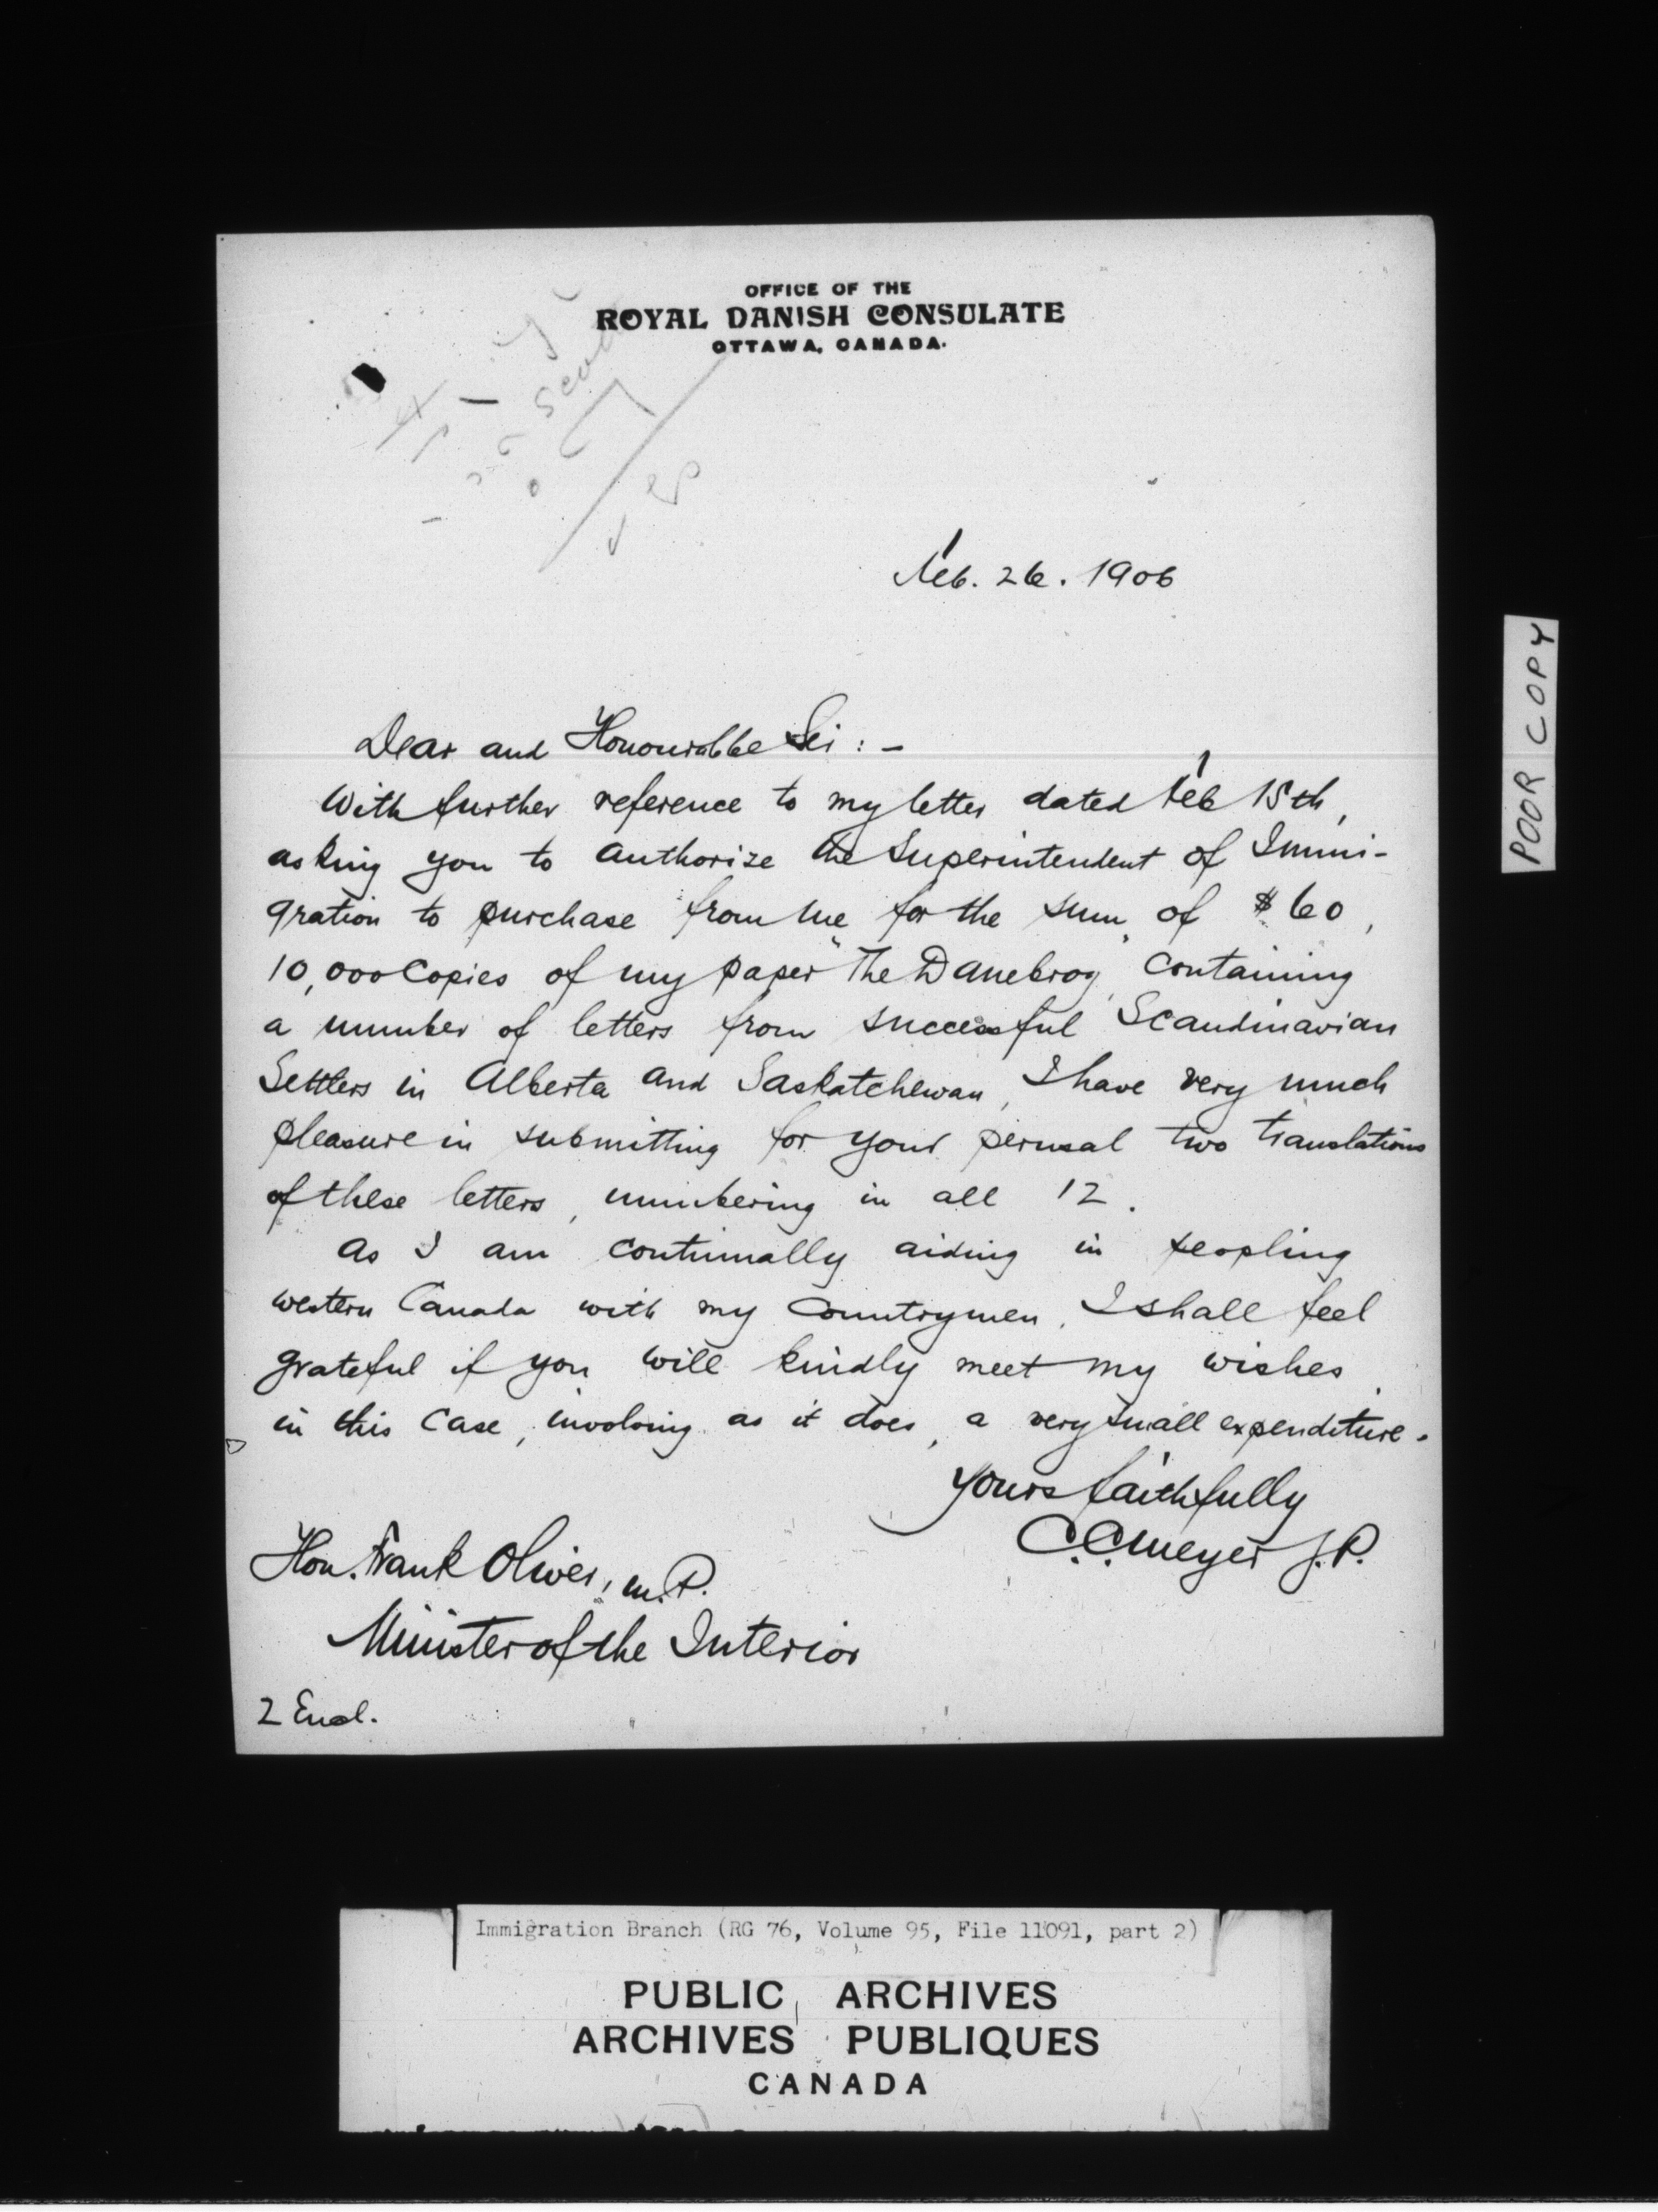 OFFICE OF THE
ROYAL DANISH CONSULATE
OTTAWA, CANADA.
Feb. 26. 1906
Dear and Honourable Sir : -
With further reference to my letter dated Feb 15th,
asking you to authorize the Superintendent of Immi-
gration to purchase from me for the sum of $60,
10,000 Copies of my paper "The Danebrog" containing
a number of letters from successful Scandinavian
Settlers in Alberta and Saskatchewan, I have very much
pleasure in submitting for your perusal two translations
of these letters, numbering in all 12.
As I am continually aiding in peopling
western Canada with my Countrymen, I shall feel
grateful if you will kindly meet my wishes
in this case, involving as it does, a very small expenditure.
Yours faithfully
C.C. Meyer J.P.
Hon. Frank Oliver, M.P.
Minister of the Interior
2 Encl.
POOR COPY
Immigration Branch (RG 76, Volume 95, File 11091, part 2)
PUBLIC ARCHIVES
ARCHIVES PUBLIQUES
CANADA